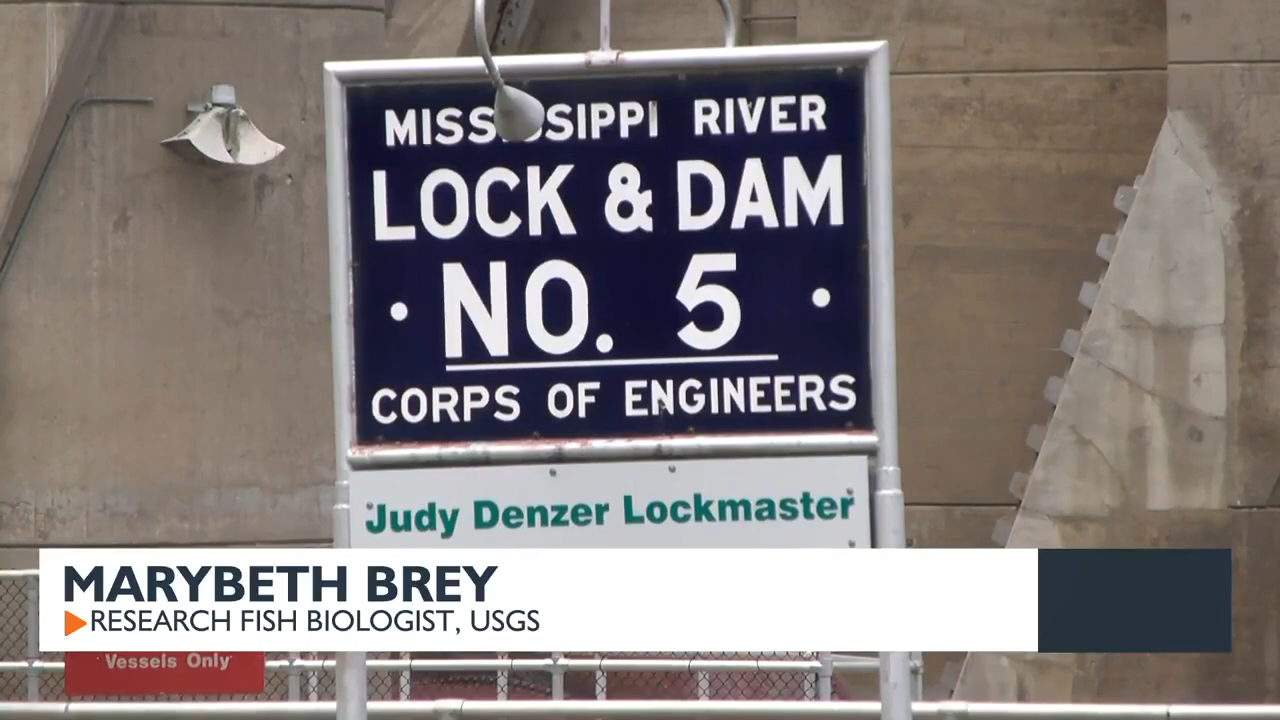 MISSISSIPPI RIVER
LOCK & DAM
NO. 5
CORPS OF ENGINEERS
Judy Denzer Lockmaster
MARYBETH BREY
RESEARCH FISH BIOLOGIST, USGS
Vessels Only